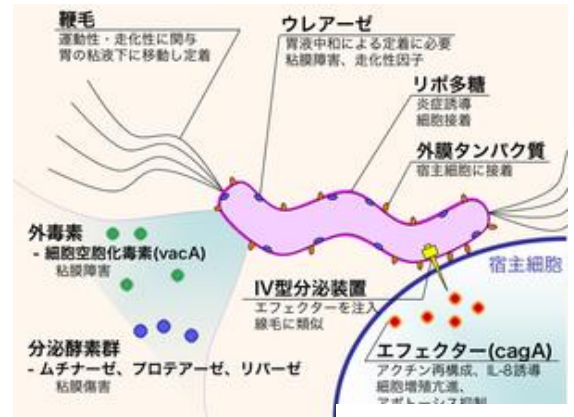 鞭毛
運動性・走化性に関与
胃の粘液下に移動し定着
ウレアーゼ
胃液中和による定着に必要
粘膜障害、走化性因子
リポ多糖
炎症誘導
細胞接着
外膜タンパク質
宿主細胞に接着
外毒素
- 細胞空胞化毒素(vacA)
粘膜障害
分泌酵素群
- ムチナーゼ、プロテアーゼ、リパーゼ
粘膜傷害
IV型分泌装置
エフェクターを注入
線毛に類似
宿主細胞
エフェクター(cagA)
アクチン再構成、IL-8誘導
細胞増殖亢進、
アポトーシス抑制